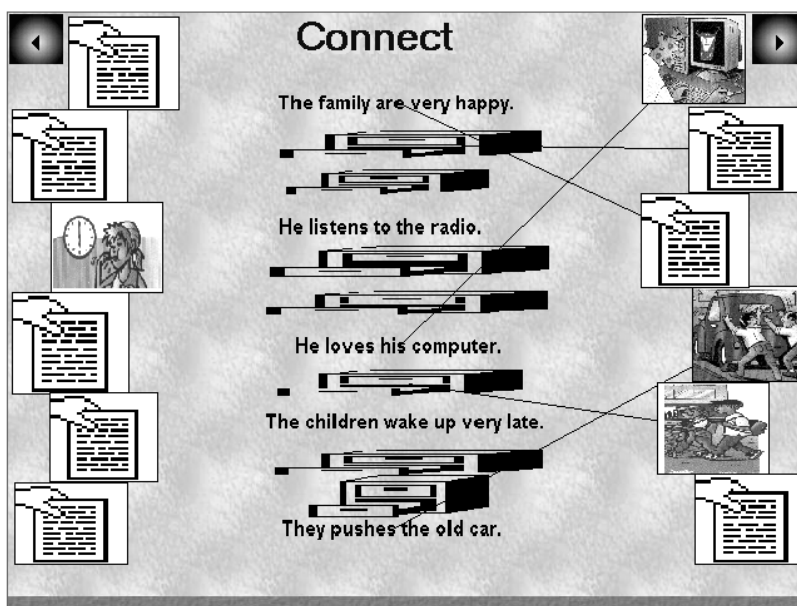 Connect
The family are very happy.
He listens to the radio.
He loves his computer.
The children wake up very late.
They pushes the old car.